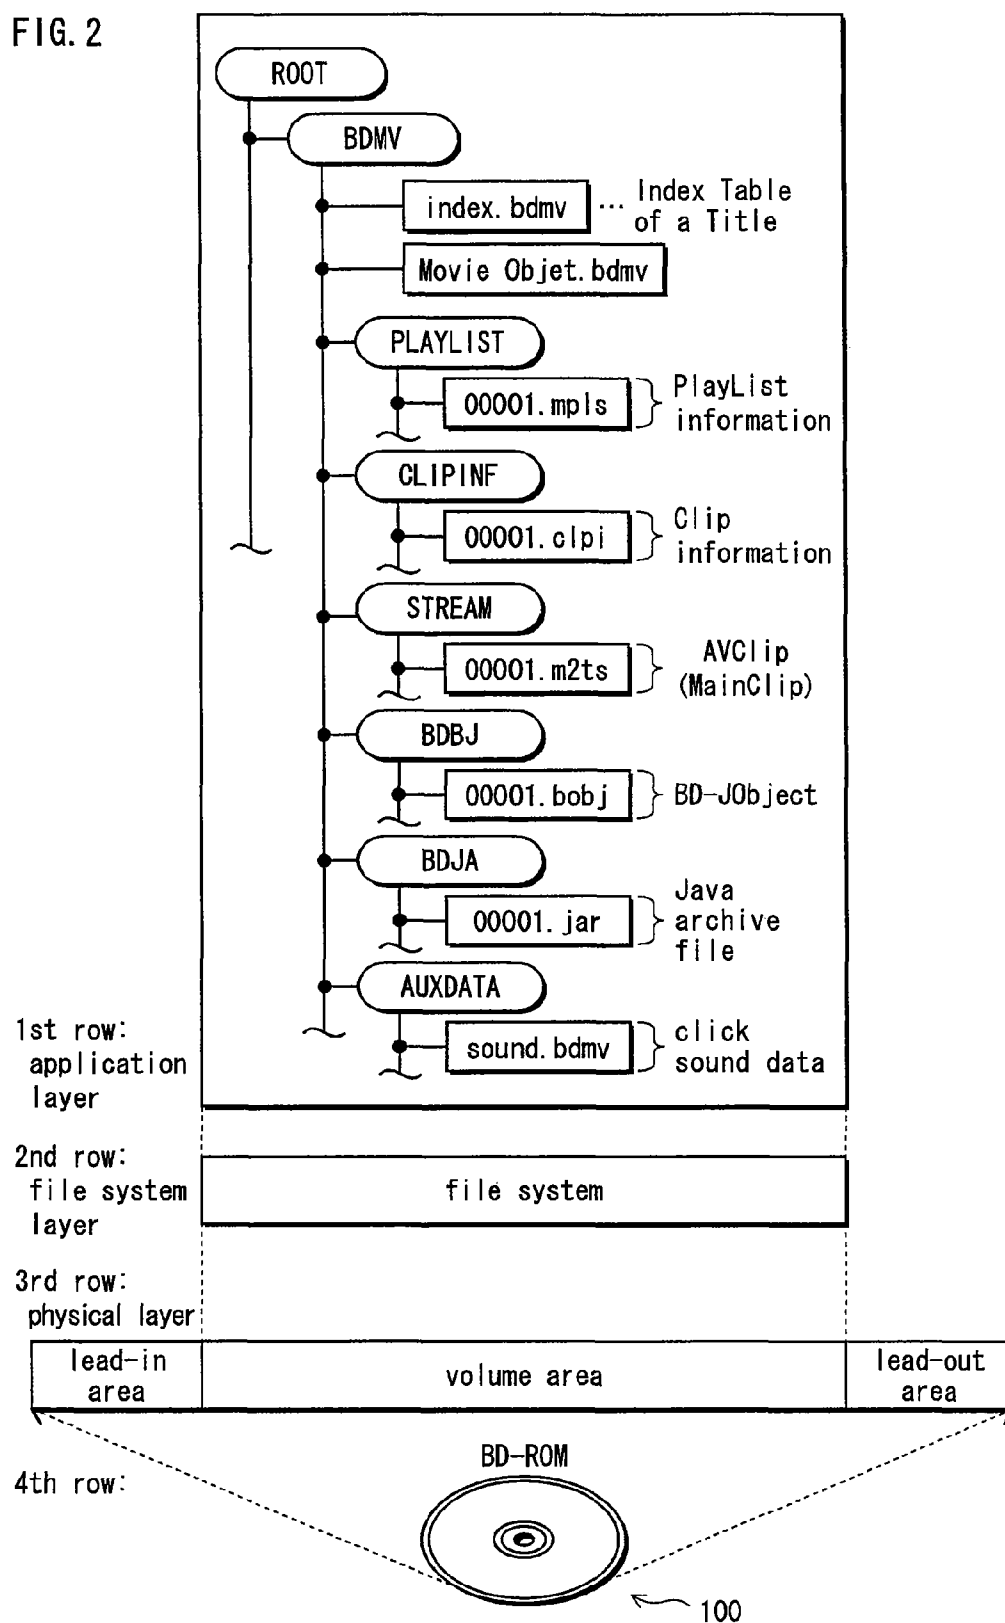 FIG. 2
ROOT
BDMV
index.bdmv ... Index Table
of a Title
Movie Objet.bdmv
PLAYLIST
00001.mpls
PlayList
information
CLIPINF
00001.clpi
Clip
information
STREAM
00001.m2ts
AVClip
(MainClip)
BDBJ
00001.bobj
BD-JObject
BDJA
00001.jar
Java
archive
file
AUXDATA
sound.bdmv
click
sound data
1st row:
application
layer
2nd row:
file system
layer
file system
3rd row:
physical layer
lead-in
area
volume area
lead-out
area
BD-ROM
4th row:
100